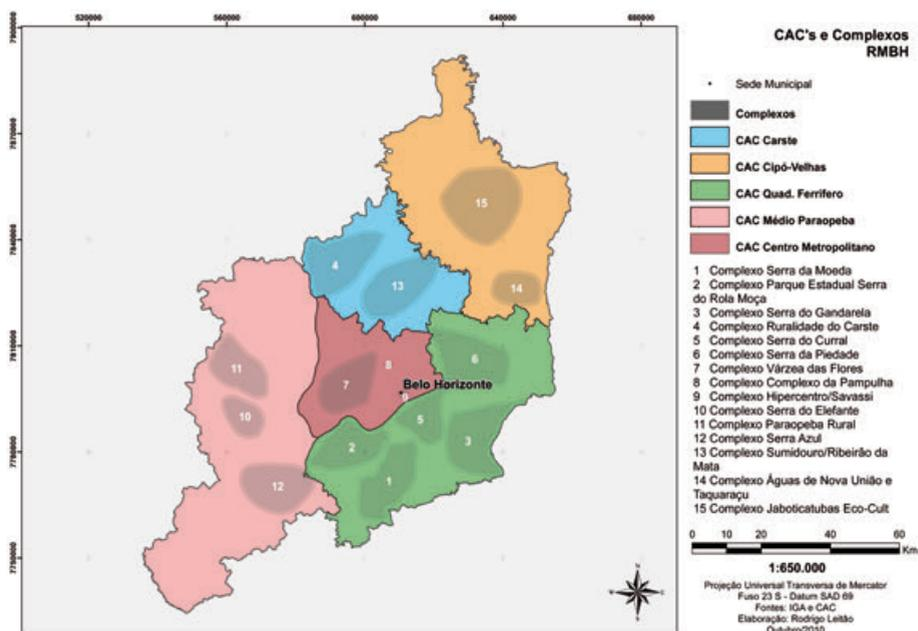 520000 560000 600000 640000 680000
CAC's e Complexos
RMBH
Sede Municipal
Complexos
CAC Carste
CAC Cipó-Velhas
CAC Quad. Ferrífero
CAC Médio Paraopeba
CAC Centro Metropolitano
1 Complexo Serra da Moeda
2 Complexo Parque Estadual Serra
do Rola Moça
3 Complexo Serra do Gandarela
4 Complexo Ruralidade do Carste
5 Complexo Serra do Curral
6 Complexo Serra da Piedade
7 Complexo Várzea das Flores
8 Complexo Complexo da Pampulha
9 Complexo Hipercentro/Savassi
10 Complexo Serra do Elefante
11 Complexo Paraopeba Rural
12 Complexo Serra Azul
13 Complexo Sumidouro/Ribeirão da
Mata
14 Complexo Águas de Nova União e
Taquaraçu
15 Complexo Jaboticatubas Eco-Cult
0 10 20 40 60
Km
1:650.000
Projeção Universal Transversa de Mercator
Fuso 23 S - Datum SAD 69
Fontes: IGA e CAC
Elaboração: Rodrigo Leitão
Outubro/2010
7900000
7870000
7840000
7810000
7780000
7750000
15
4
13
14
8
6
11
7
Belo Horizonte
9
10
5
3
2
1
12
N